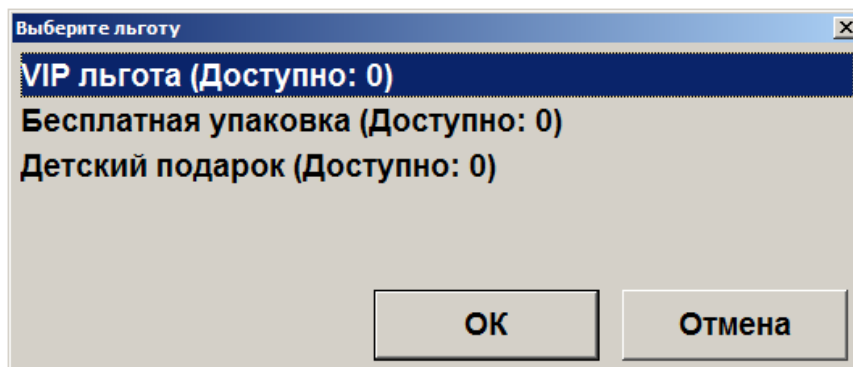 Выберите льготу
VIP льгота (Доступно: 0)
Бесплатная упаковка (Доступно: 0)
Детский подарок (Доступно: 0)
ОК
Отмена